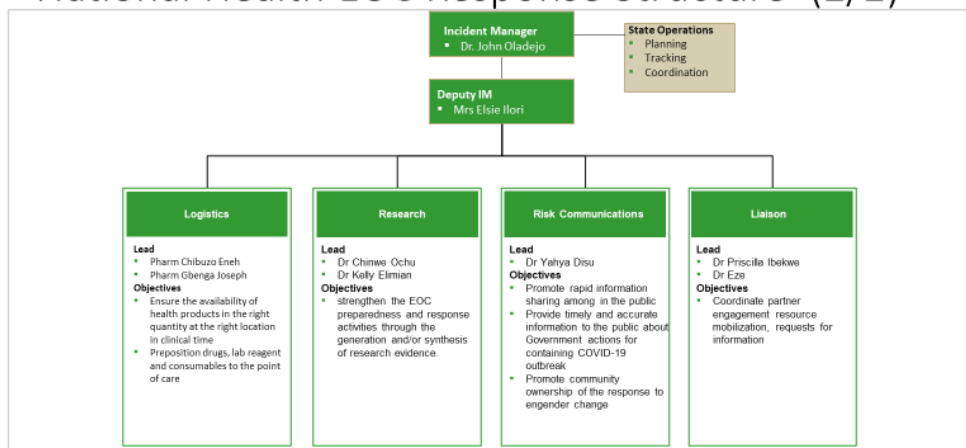 National Health EOC Response Structure (2/2)
Incident Manager
▪ Dr. John Oladejo
State Operations
▪ Planning
▪ Tracking
▪ Coordination
Deputy IM
▪ Mrs Elsie Ilori
Logistics
Lead
▪ Pharm Chibuzo Eneh
▪ Pharm Gbenga Joseph
Objectives
▪ Ensure the availability of
health products in the right
quantity at the right location
in clinical time
▪ Preposition drugs, lab reagent
and consumables to the point
of care
Research
Lead
▪ Dr Chinwe Ochu
▪ Dr Kelly Elimian
Objectives
▪ strengthen the EOC
preparedness and response
activities through the
generation and/or synthesis
of research evidence.
Risk Communications
Lead
▪ Dr Yahya Disu
Objectives
▪ Promote rapid information
sharing among in the public
▪ Provide timely and accurate
information to the public about
Government actions for
containing COVID-19
outbreak
▪ Promote community
ownership of the response to
engender change
Liaison
Lead
▪ Dr Priscilla Ibekwe
▪ Dr Eze
Objectives
▪ Coordinate partner
engagement resource
mobilization, requests for
information